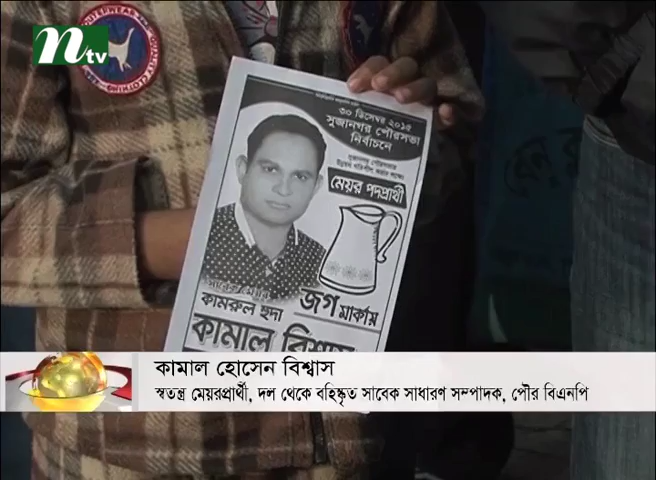 ntv
৩০ ডিসেম্বর ২০১৫
সুজানগর পৌরসভা
নির্বাচনে
মেয়র পদপ্রার্থী
জগ মার্কায়
কামরুল হুদা
কামাল বিশ্বাস
কামাল হোসেন বিশ্বাস
স্বতন্ত্র মেয়রপ্রার্থী, দল থেকে বহিষ্কৃত সাবেক সাধারণ সম্পাদক, পৌর বিএনপি